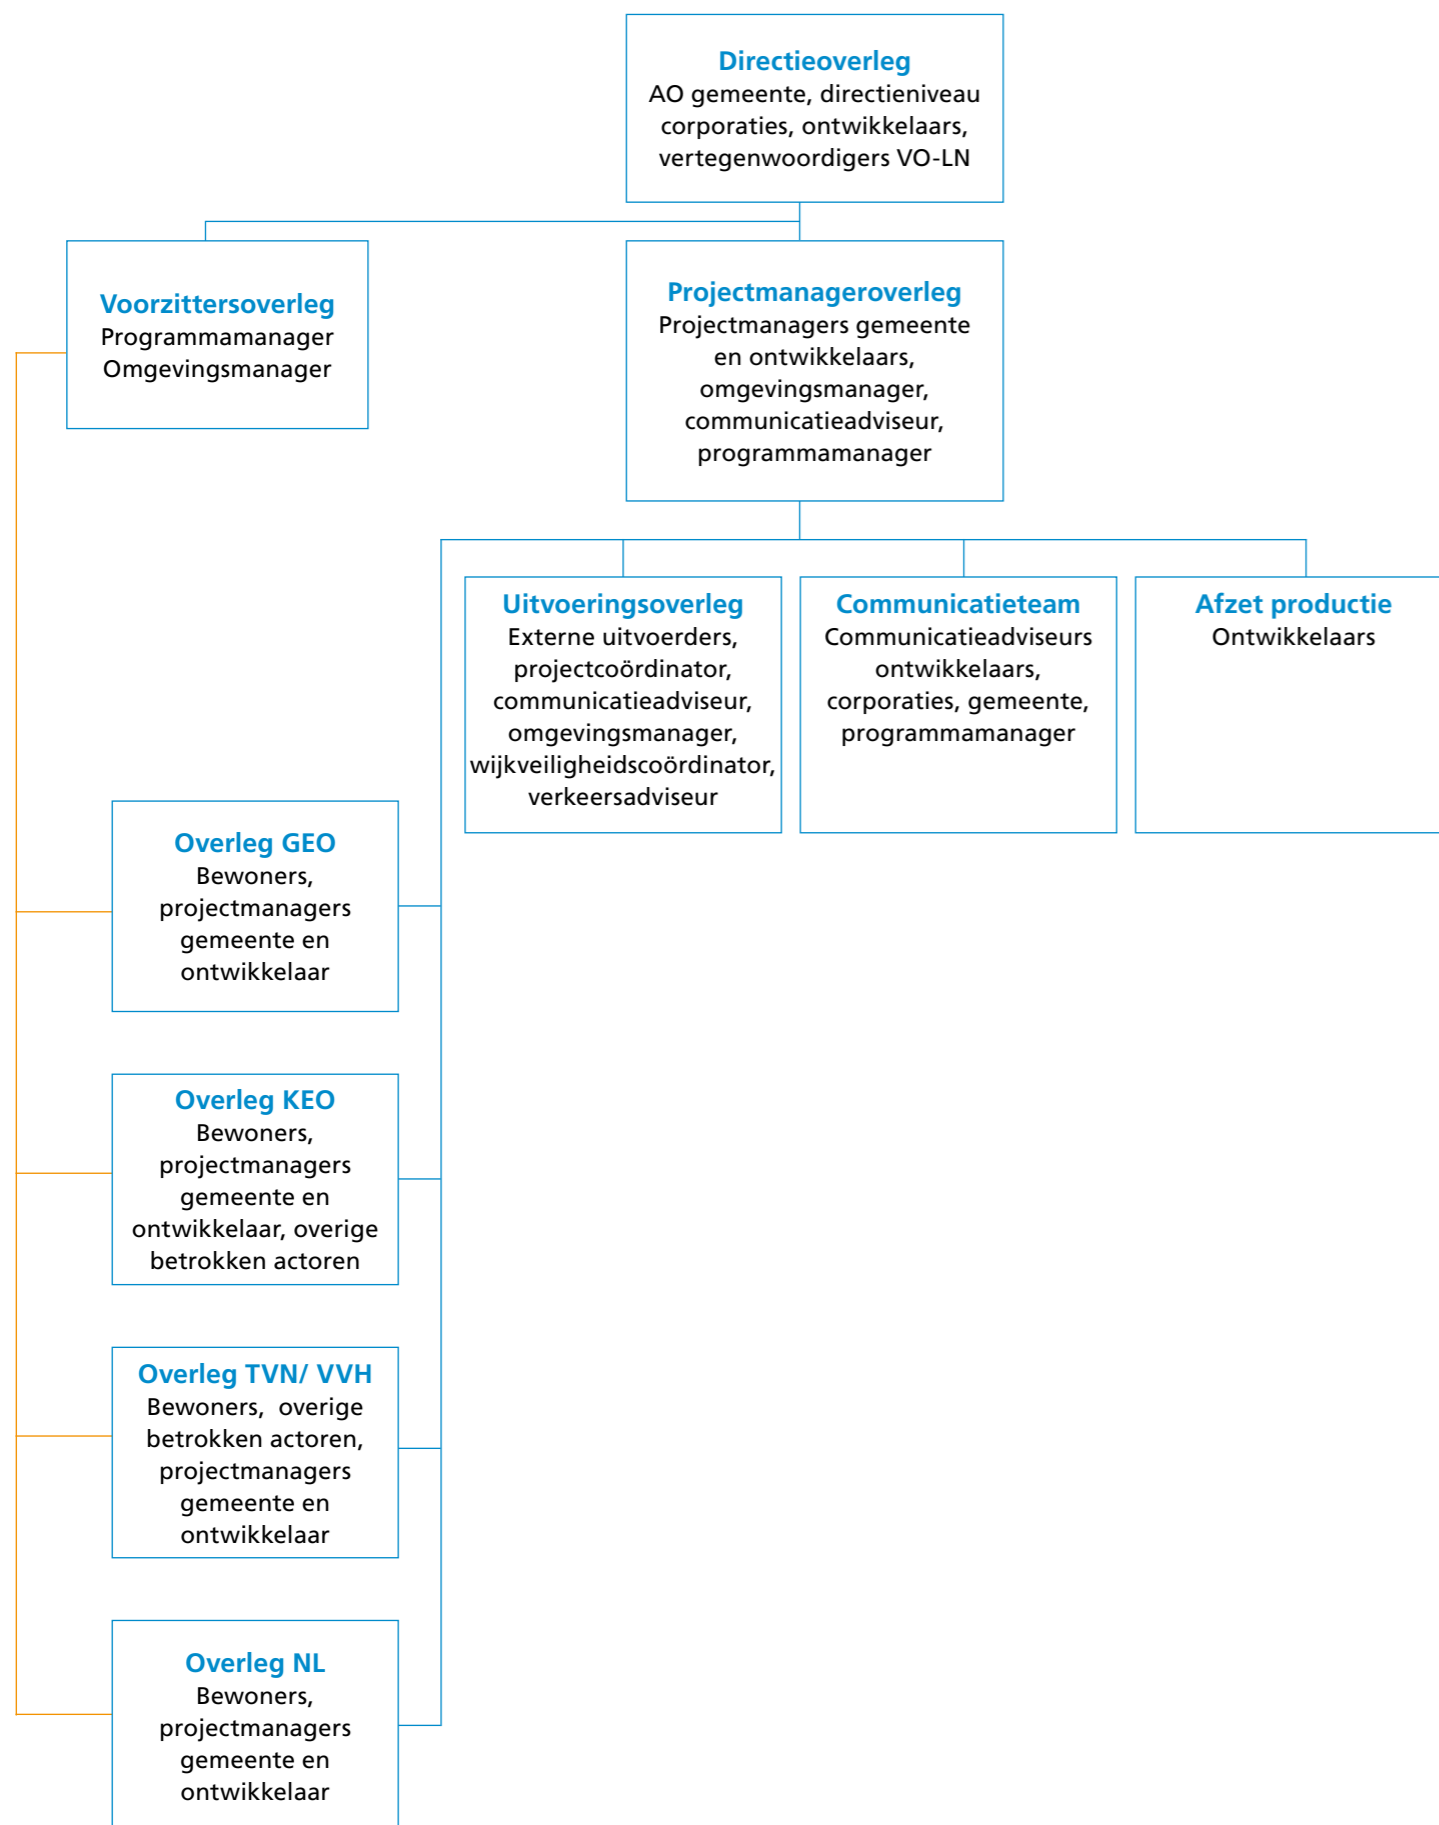 Directieoverleg
AO gemeente, directieniveau
corporaties, ontwikkelaars,
vertegenwoordigers VO-LN
Voorzittersoverleg
Programmamanager
Omgevingsmanager
Projectmanageroverleg
Projectmanagers gemeente
en ontwikkelaars,
omgevingsmanager,
communicatieadviseur,
programmamanager
Uitvoeringsoverleg
Externe uitvoerders,
projectcoördinator,
communicatieadviseur,
omgevingsmanager,
wijkveiligheidscoördinator,
verkeersadviseur
Communicatieteam
Communicatieadviseurs
ontwikkelaars,
corporaties, gemeente,
programmamanager
Afzet productie
Ontwikkelaars
Overleg GEO
Bewoners,
projectmanagers
gemeente en
ontwikkelaar
Overleg KEO
Bewoners,
projectmanagers
gemeente en
ontwikkelaar, overige
betrokken actoren
Overleg TVN/ VVH
Bewoners,  overige
betrokken actoren,
projectmanagers
gemeente en
ontwikkelaar
Overleg NL
Bewoners,
projectmanagers
gemeente en
ontwikkelaar